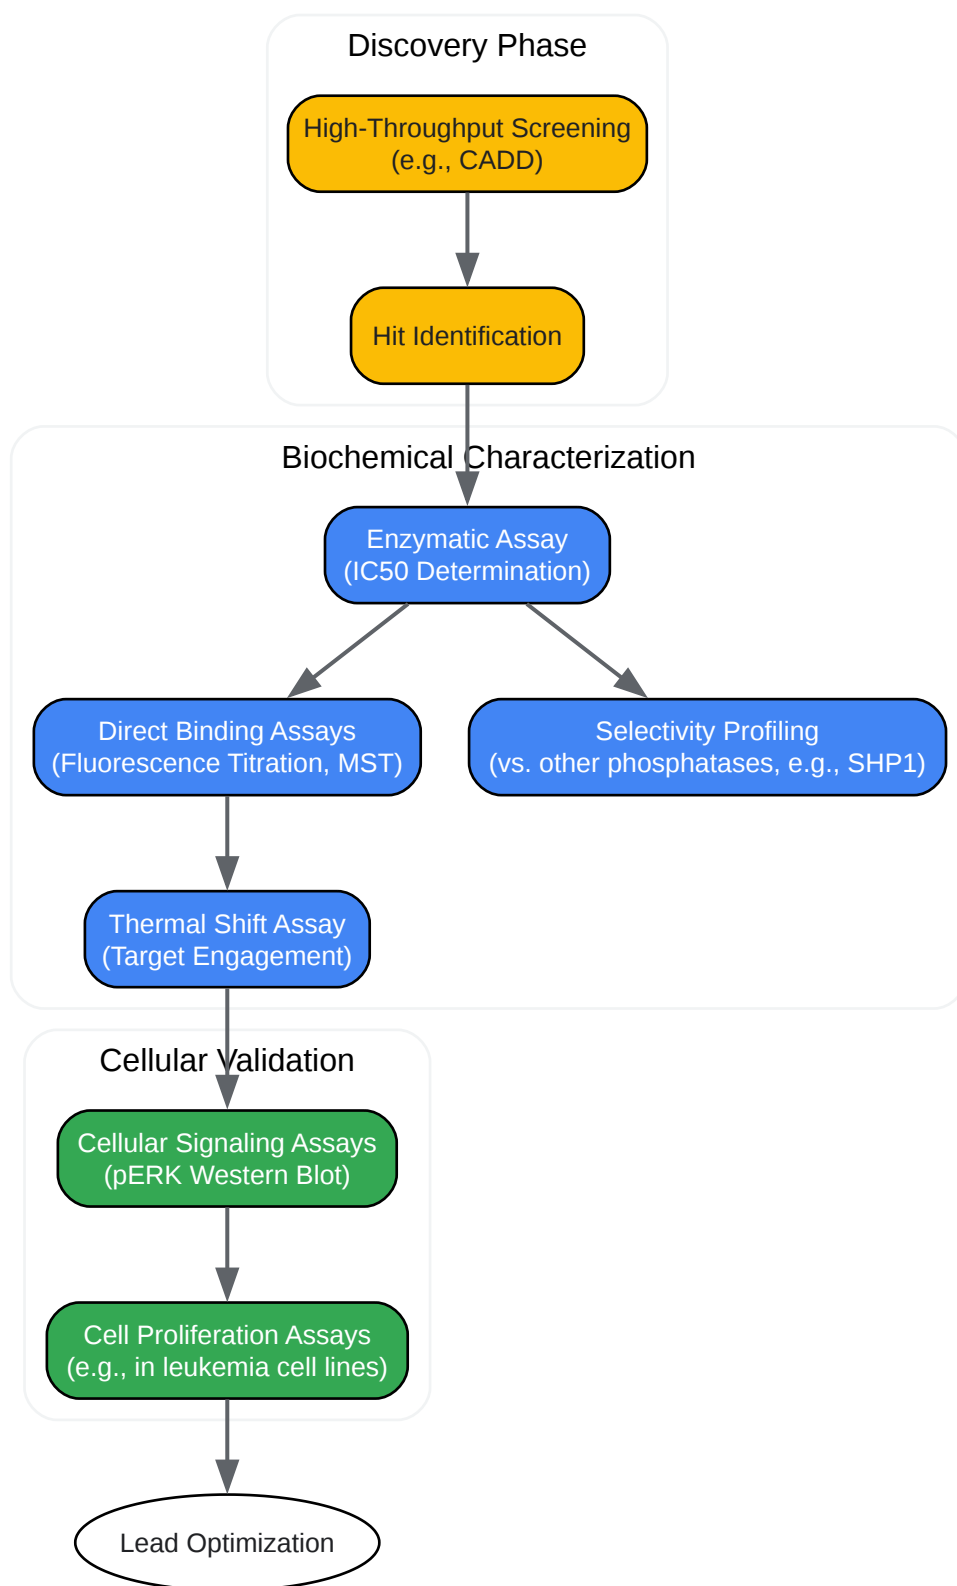 Discovery Phase
High-Throughput Screening
(e.g., CADD)
Hit Identification
Biochemical Characterization
Enzymatic Assay
(IC50 Determination)
Direct Binding Assays
(Fluorescence Titration, MST)
Selectivity Profiling
(vs. other phosphatases, e.g., SHP1)
Thermal Shift Assay
(Target Engagement)
Cellular Validation
Cellular Signaling Assays
(pERK Western Blot)
Cell Proliferation Assays
(e.g., in leukemia cell lines)
Lead Optimization